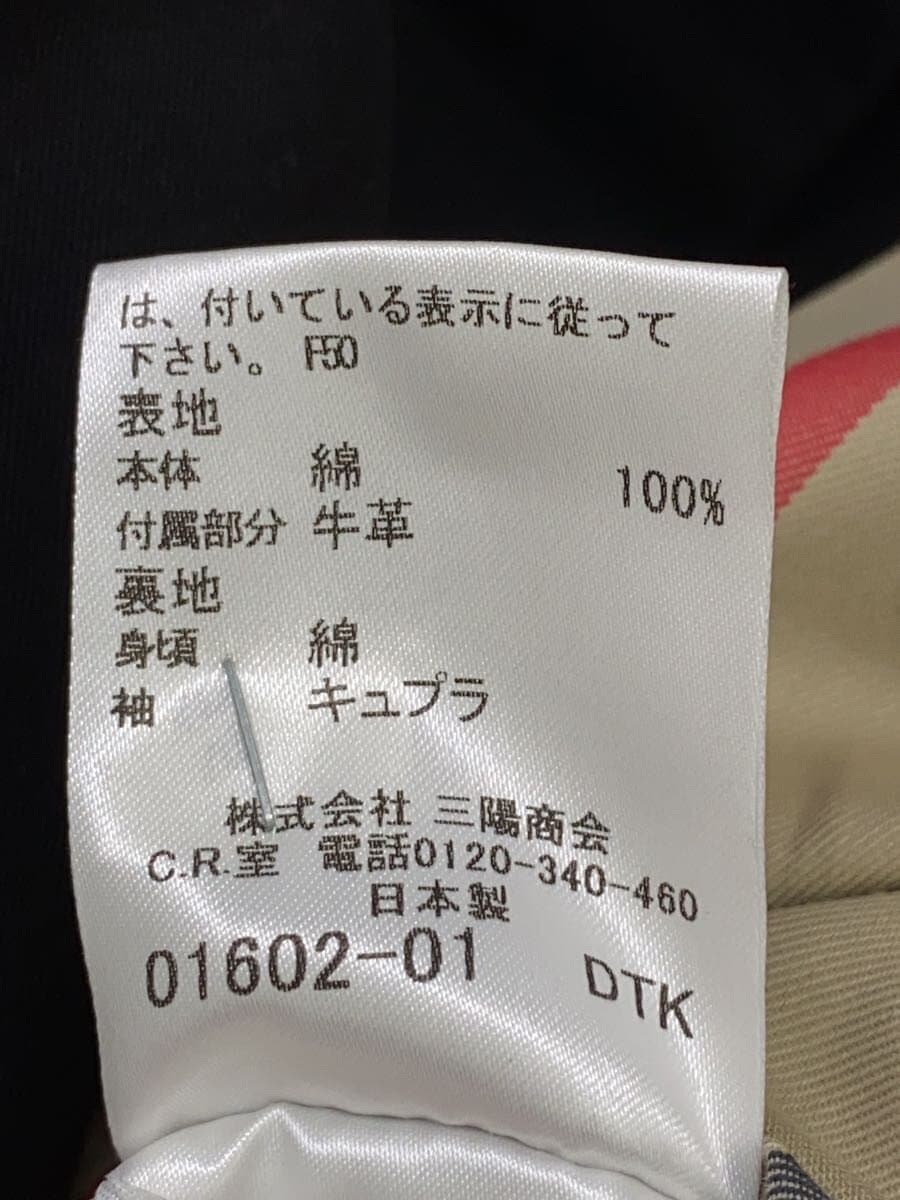 は、付いている表示に従って
下さい。 F50
表地
本体 綿 100%
付属部分 牛革
裏地
身頃 綿
袖 キュプラ
株式会社 三陽商会
C.R.室 電話0120-340-460
日本製
01602-01 DTK